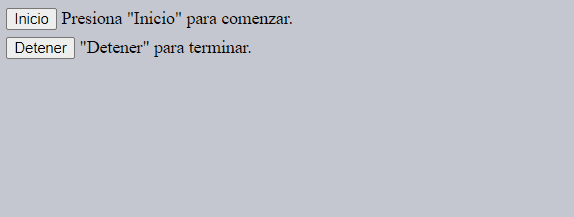 Inicio Presiona "Inicio" para comenzar.
Detener "Detener" para terminar.